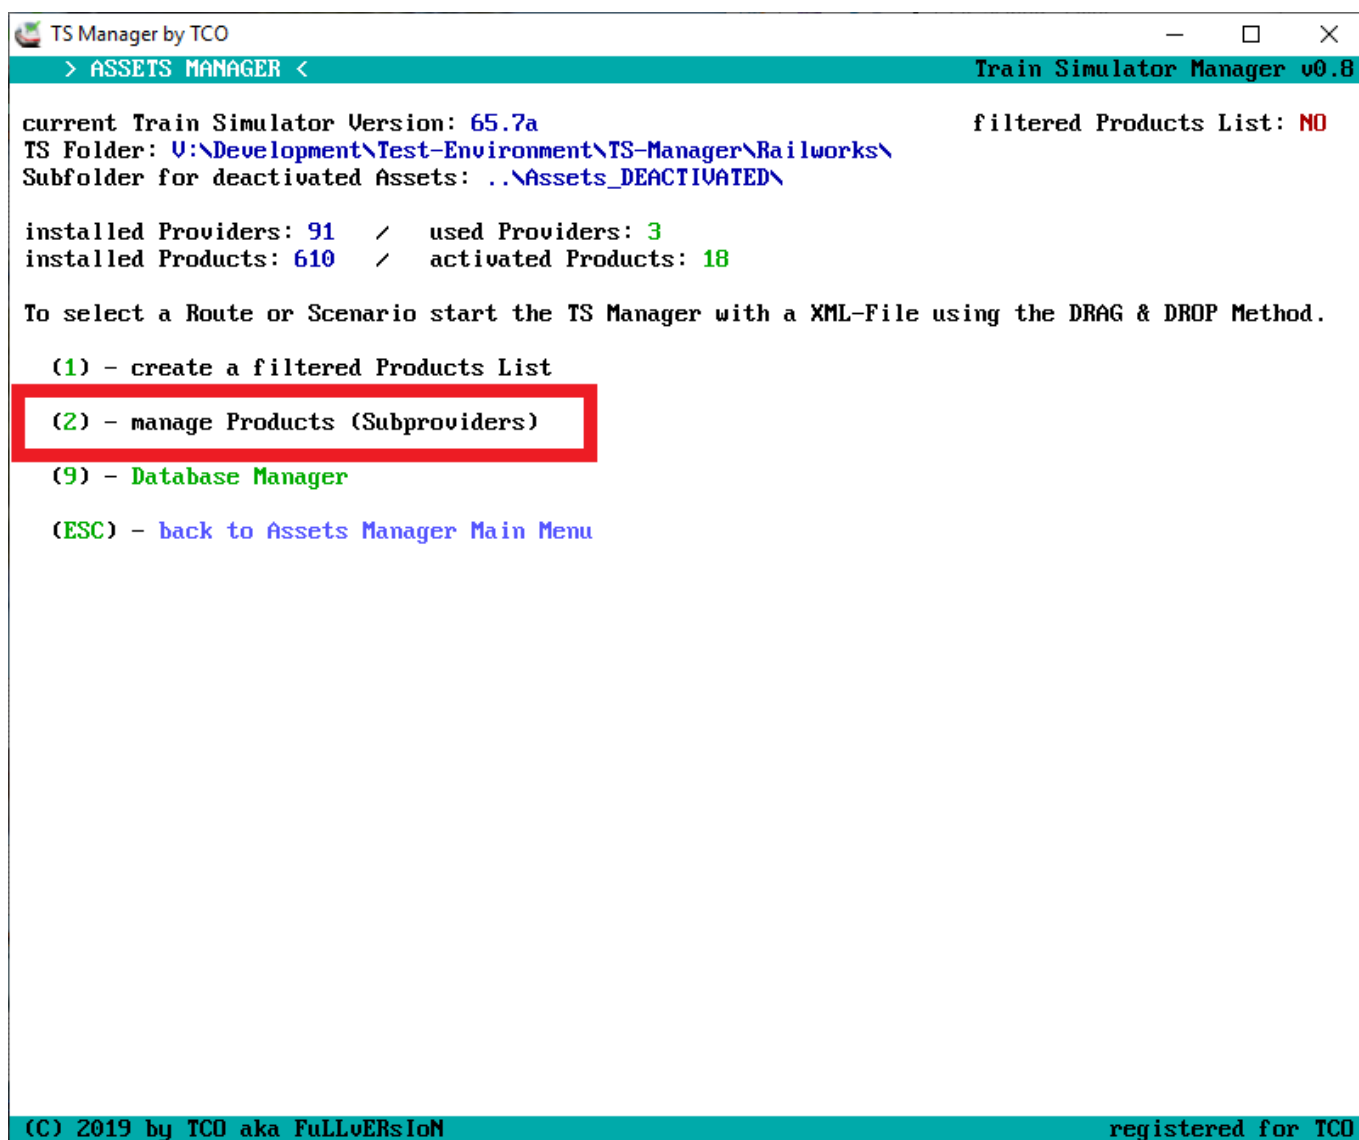 TS Manager by TCO
> ASSETS MANAGER < Train Simulator Manager v0.8
current Train Simulator Version: 65.7a filtered Products List: NO
TS Folder: V:\Development\Test-Environment\TS-Manager\Railworks\
Subfolder for deactivated Assets: ..\Assets_DEACTIVATED\
installed Providers: 91 / used Providers: 3
installed Products: 610 / activated Products: 18
To select a Route or Scenario start the TS Manager with a XML-File using the DRAG & DROP Method.
(1) - create a filtered Products List
(2) - manage Products (Subproviders)
(9) - Database Manager
(ESC) - back to Assets Manager Main Menu
(C) 2019 by TCO aka FuLLvERsIoN registered for TCO